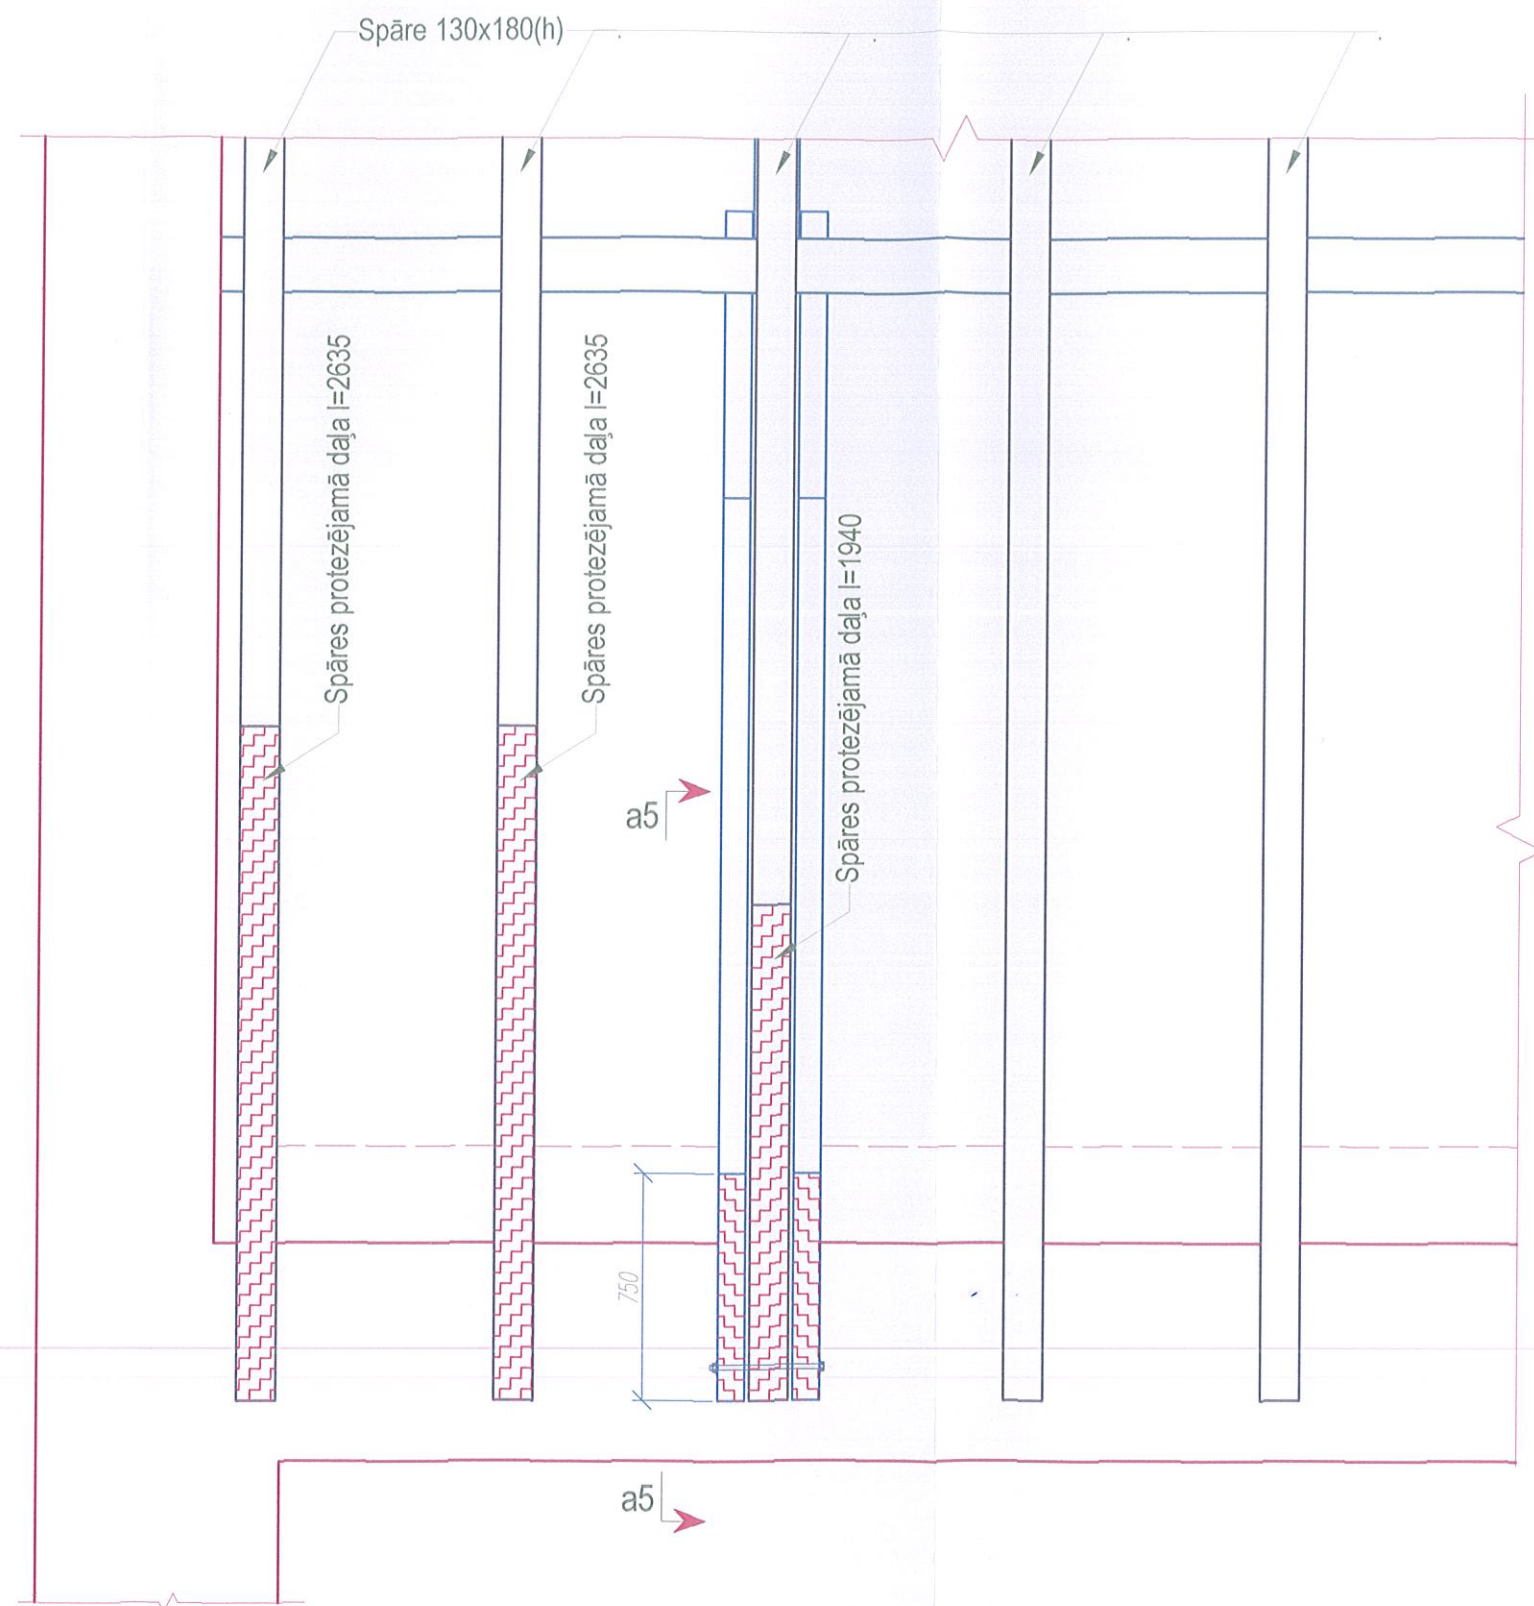 Spāre 130x180(h)
Spāres protezējamā daļa l=2635
Spāres protezējamā daļa l=2635
Spāres protezējamā daļa l=1940
a5
750
a5